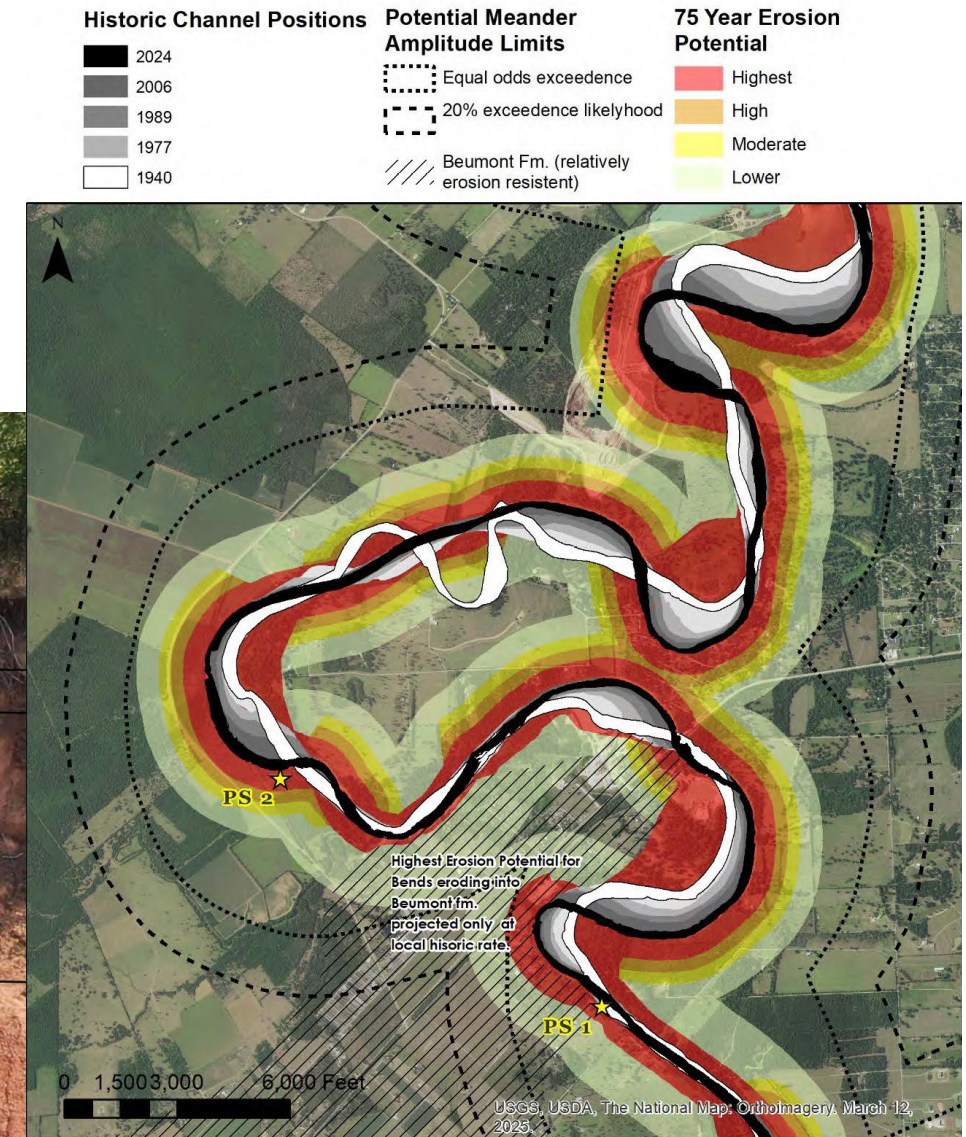 Historic Channel Positions
2024
2006
1989
1977
1940
Potential Meander
Amplitude Limits
Equal odds exceedence
20% exceedence likelyhood
Beumont Fm. (relatively
erosion resistent)
75 Year Erosion
Potential
Highest
High
Moderate
Lower
N
PS 2
Highest Erosion Potential for
Bends eroding into
Beumont fm.
projected only at
local hisoric rate.
PS 1
0 1,500 3,000 6,000 Feet
USGS, USDA, The National Map: Orthoimagery. March 12,
2025.